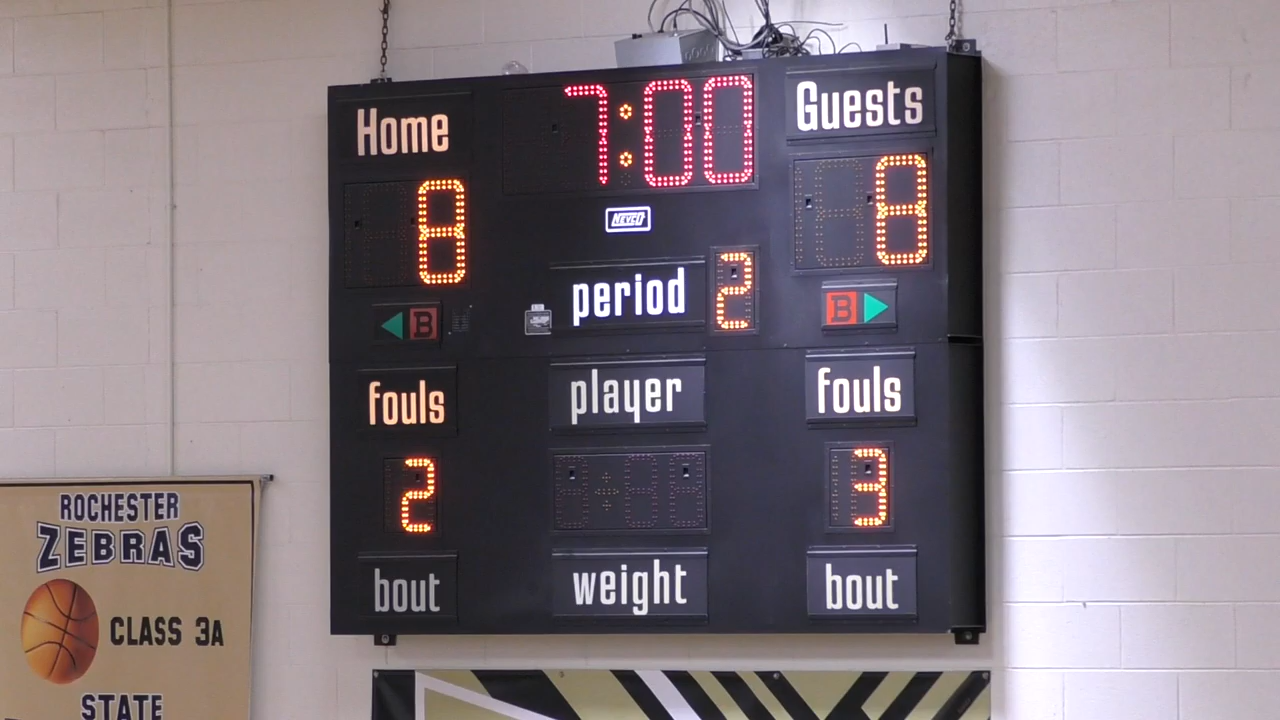 Home
7:00
Guests
8
8
NEVCO
period 2
B
B
fouls
player
fouls
2
3
bout
weight
bout
ROCHESTER
ZEBRAS
CLASS 3A
STATE